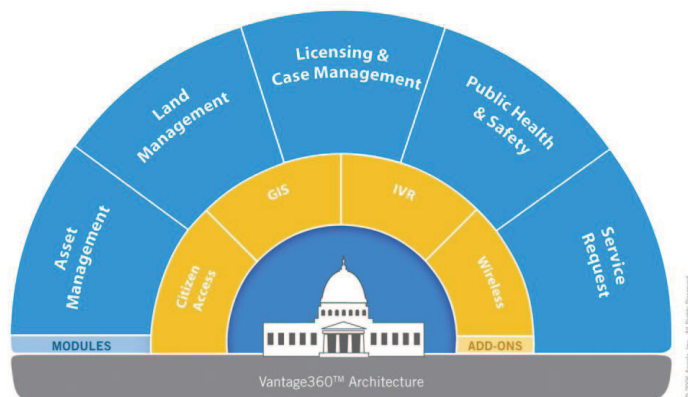 Asset
Management
Land
Management
Licensing &
Case Management
Public Health
& Safety
Service
Request
Citizen
Access
GIS
IVR
Wireless
MODULES
ADD-ONS
Vantage360™ Architecture